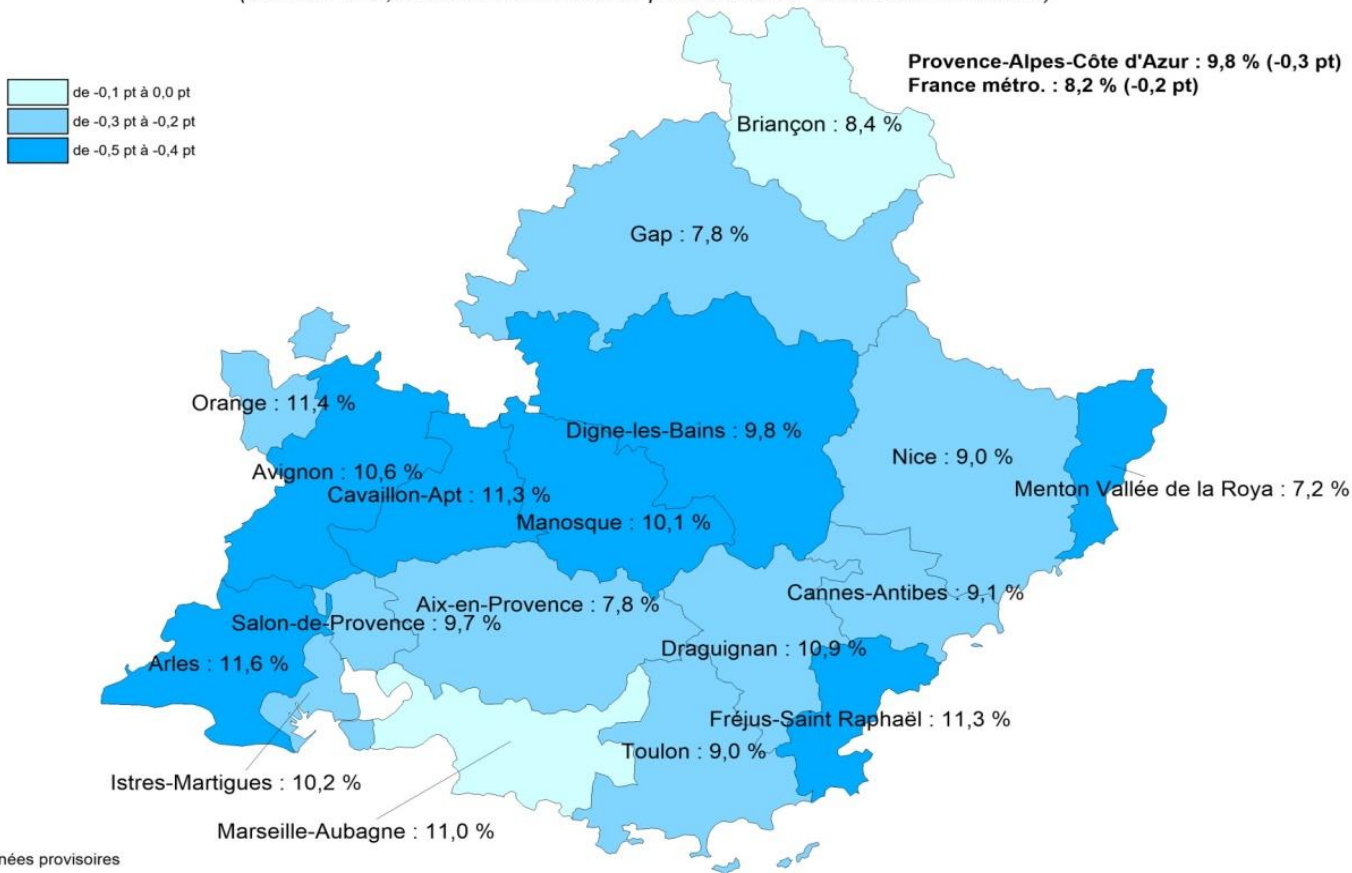 Provence-Alpes-Côte d'Azur : 9,8 % (-0,3 pt)
France métro. : 8,2 % (-0,2 pt)
de -0,1 pt à 0,0 pt
de -0,3 pt à -0,2 pt
de -0,5 pt à -0,4 pt
Briançon : 8,4 %
Gap : 7,8 %
Orange : 11,4 %
Digne-les-Bains : 9,8 %
Nice : 9,0 %
Avignon : 10,6 %
Menton Vallée de la Roya : 7,2 %
Cavaillon-Apt : 11,3 %
Manosque : 10,1 %
Cannes-Antibes : 9,1 %
Aix-en-Provence : 7,8 %
Salon-de-Provence : 9,7 %
Draguignan : 10,9 %
Arles : 11,6 %
Fréjus-Saint Raphaël : 11,3 %
Toulon : 9,0 %
Istres-Martigues : 10,2 %
Marseille-Aubagne : 11,0 %
nées provisoires